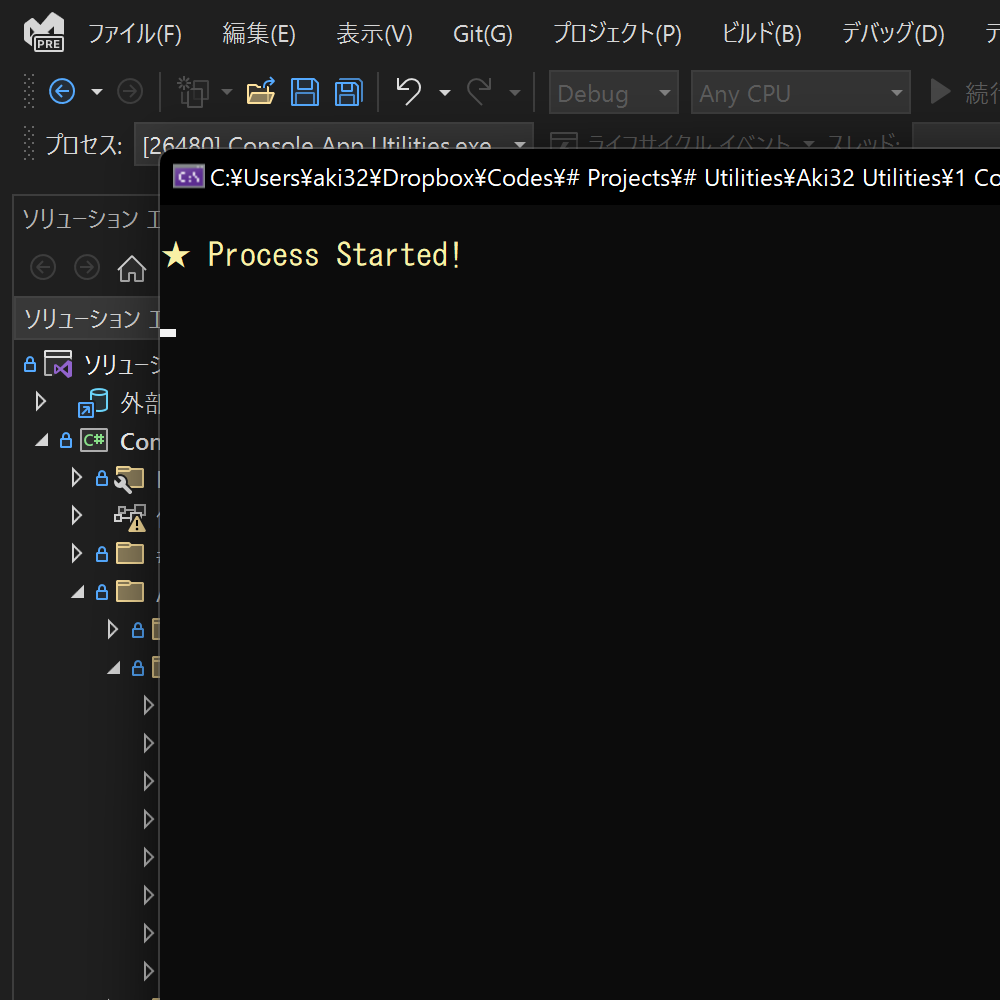 PRE ファイル(F) 編集(E) 表示(V) Git(G) プロジェクト(P) ビルド(B) デバッグ(D)
Debug Any CPU 続行
プロセス: [26480] Console App Utilities.exe ライフサイクル イベント スレッド:
C:¥Users¥aki32¥Dropbox¥Codes¥# Projects¥# Utilities¥Aki32 Utilities¥1 Co
ソリューション エ
★ Process Started!
ソリューション エ
ソリューシ
外部
C# Con